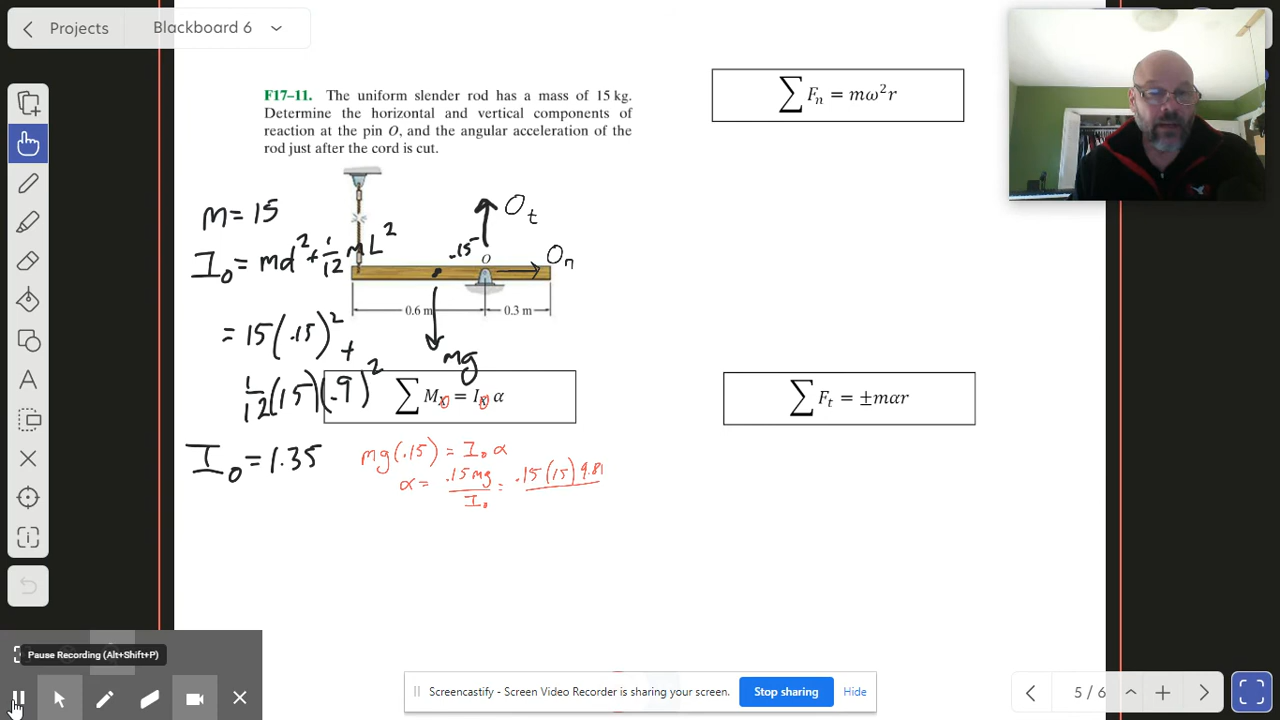 Projects
Blackboard 6
F17–11. The uniform slender rod has a mass of 15 kg.
Determine the horizontal and vertical components of
reaction at the pin O, and the angular acceleration of the
rod just after the cord is cut.
∑ Fn = mω²r
m = 15
Ot
IO = md² + 1/12 mL²
.15
O
On
0.6 m
0.3 m
= 15(.15)² +
mg
1/12 (15)(.9)²
∑ MO = IO α
∑ Ft = ±mαr
IO = 1.35
mg(.15) = IO α
α = .15mg / IO = .15(15)9.81
Pause Recording (Alt+Shift+P)
Screencastify - Screen Video Recorder is sharing your screen.
Stop sharing
Hide
5 / 6